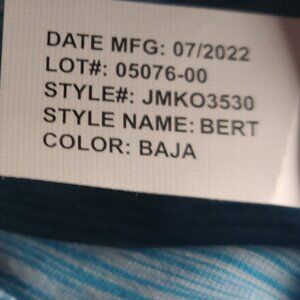 DATE MFG: 07/2022
LOT#: 05076-00
STYLE#: JMKO3530
STYLE NAME: BERT
COLOR: BAJA